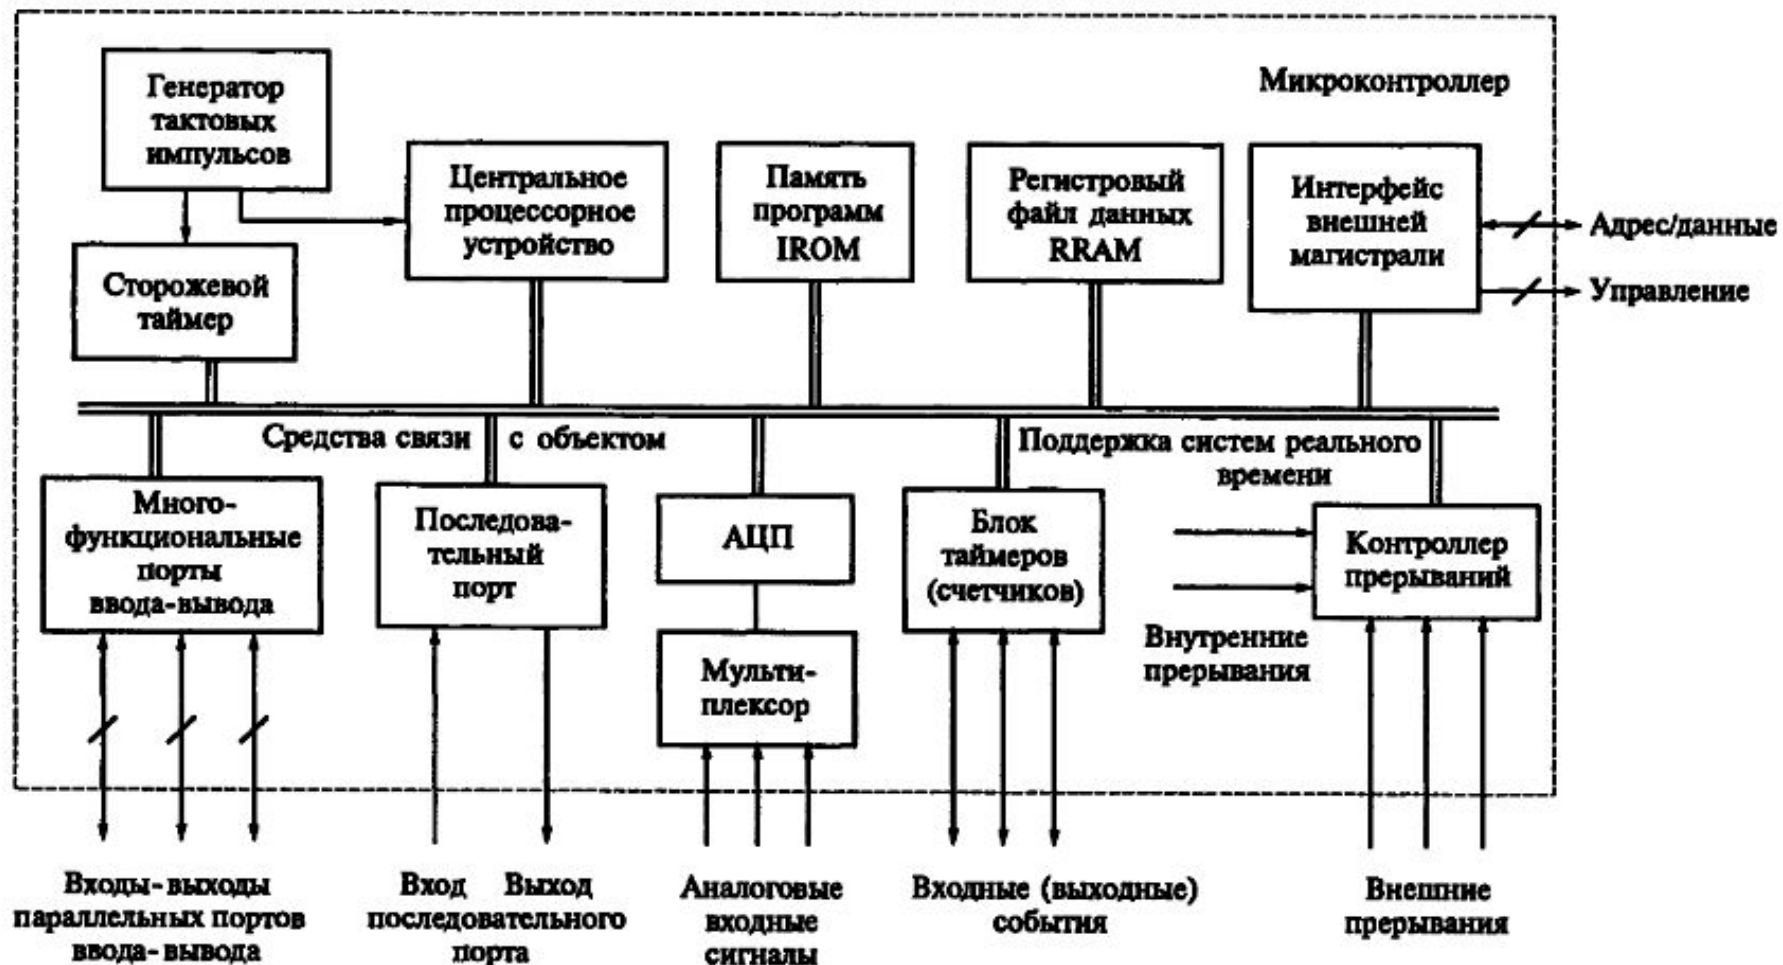 Микроконтроллер
Генератор
тактовых
импульсов
Центральное
процессорное
устройство
Память
программ
IROM
Регистровый
файл данных
RRAM
Интерфейс
внешней
магистрали
Адрес/данные
Управление
Сторожевой
таймер
Средства связи с объектом
Поддержка систем реального
времени
Много-
функциональные
порты
ввода-вывода
Последова-
тельный
порт
АЦП
Мульти-
плексор
Блок
таймеров
(счетчиков)
Контроллер
прерываний
Внутренние
прерывания
Входы-выходы
параллельных портов
ввода-вывода
Вход Выход
последовательного
порта
Аналоговые
входные
сигналы
Входные (выходные)
события
Внешние
прерывания